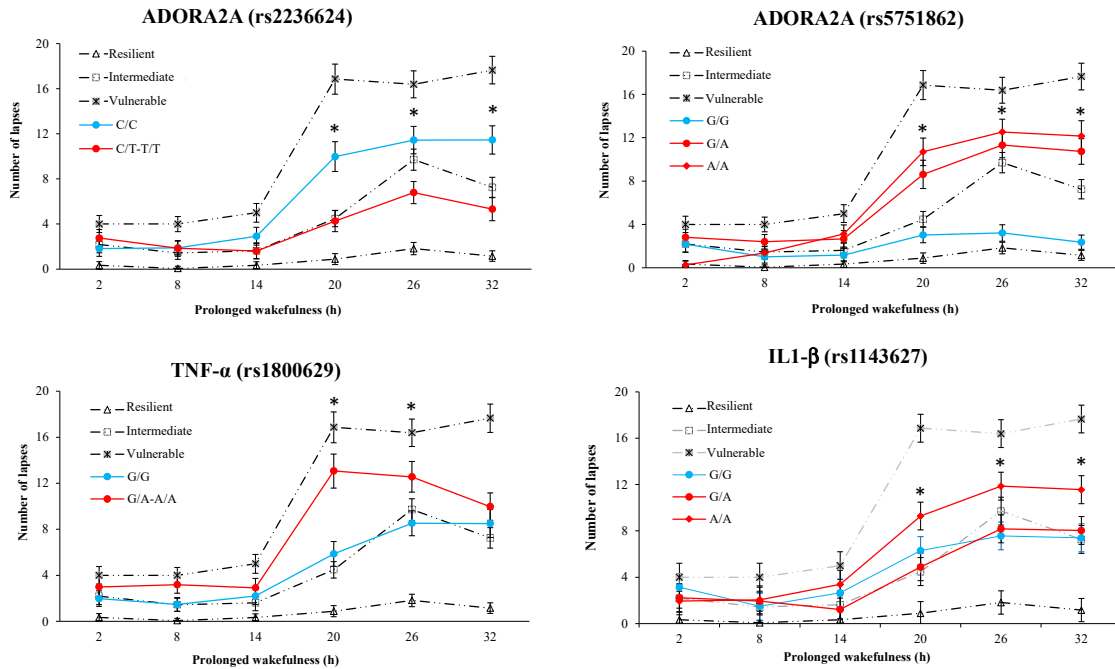 ADORA2A (rs2236624)
20
16
12
8
4
0
Number of lapses
Resilient
Intermediate
Vulnerable
C/C
C/T-T/T
*
*
*
2 8 14 20 26 32
Prolonged wakefulness (h)
ADORA2A (rs5751862)
20
16
12
8
4
0
Number of lapses
Resilient
Intermediate
Vulnerable
G/G
G/A
A/A
*
*
*
2 8 14 20 26 32
Prolonged wakefulness (h)
TNF-α (rs1800629)
20
16
12
8
4
0
Number of lapses
Resilient
Intermediate
Vulnerable
G/G
G/A-A/A
*
*
2 8 14 20 26 32
Prolonged wakefulness (h)
IL1-β (rs1143627)
20
16
12
8
4
0
Number of lapses
Resilient
Intermediate
Vulnerable
G/G
G/A
A/A
*
*
*
2 8 14 20 26 32
Prolonged wakefulness (h)